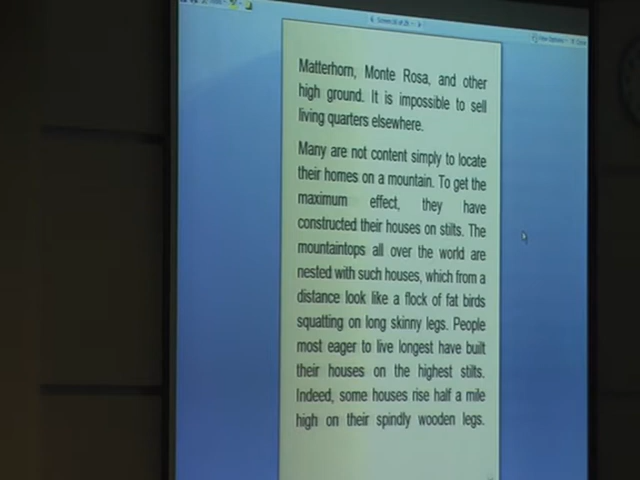 Matterhorn, Monte Rosa, and other
high ground. It is impossible to sell
living quarters elsewhere.
Many are not content simply to locate
their homes on a mountain. To get the
maximum effect, they have
constructed their houses on stilts. The
mountaintops all over the world are
nested with such houses, which from a
distance look like a flock of fat birds
squatting on long skinny legs. People
most eager to live longest have built
their houses on the highest stilts.
Indeed, some houses rise half a mile
high on their spindly wooden legs.